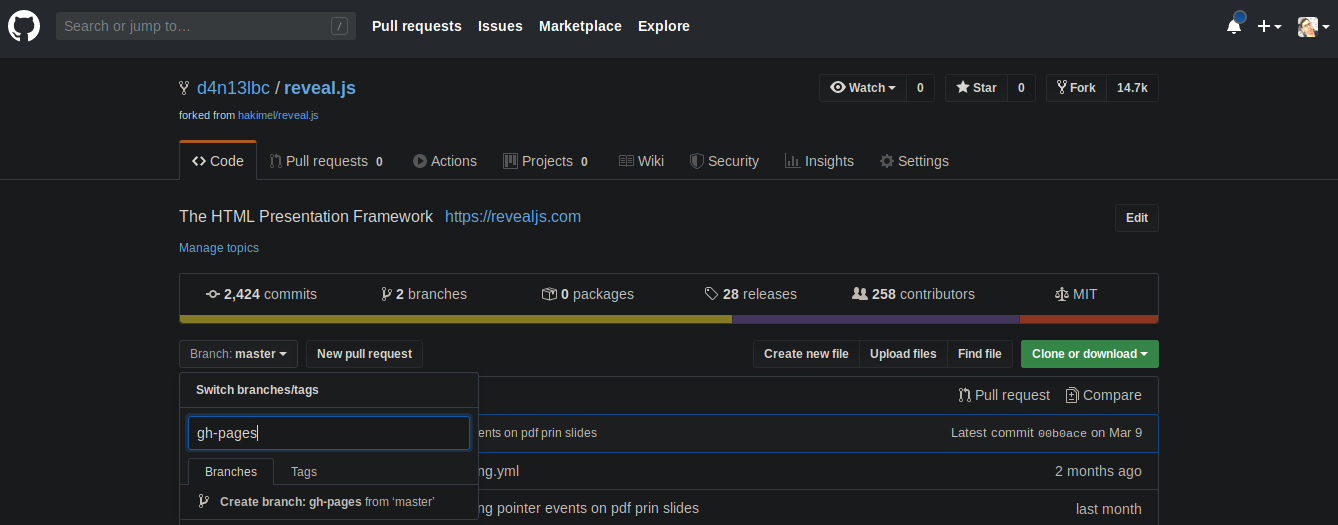 Search or jump to… / Pull requests Issues Marketplace Explore
d4n13lbc / reveal.js Watch 0 Star 0 Fork 14.7k
forked from hakimel/reveal.js
Code Pull requests 0 Actions Projects 0 Wiki Security Insights Settings
The HTML Presentation Framework https://revealjs.com Edit
Manage topics
2,424 commits 2 branches 0 packages 28 releases 258 contributors MIT
Branch: master New pull request Create new file Upload files Find file Clone or download
Switch branches/tags Pull request Compare
gh-pages ents on pdf prin slides Latest commit 00b0ace on Mar 9
Branches Tags ng.yml 2 months ago
Create branch: gh-pages from ‘master’ ng pointer events on pdf prin slides last month